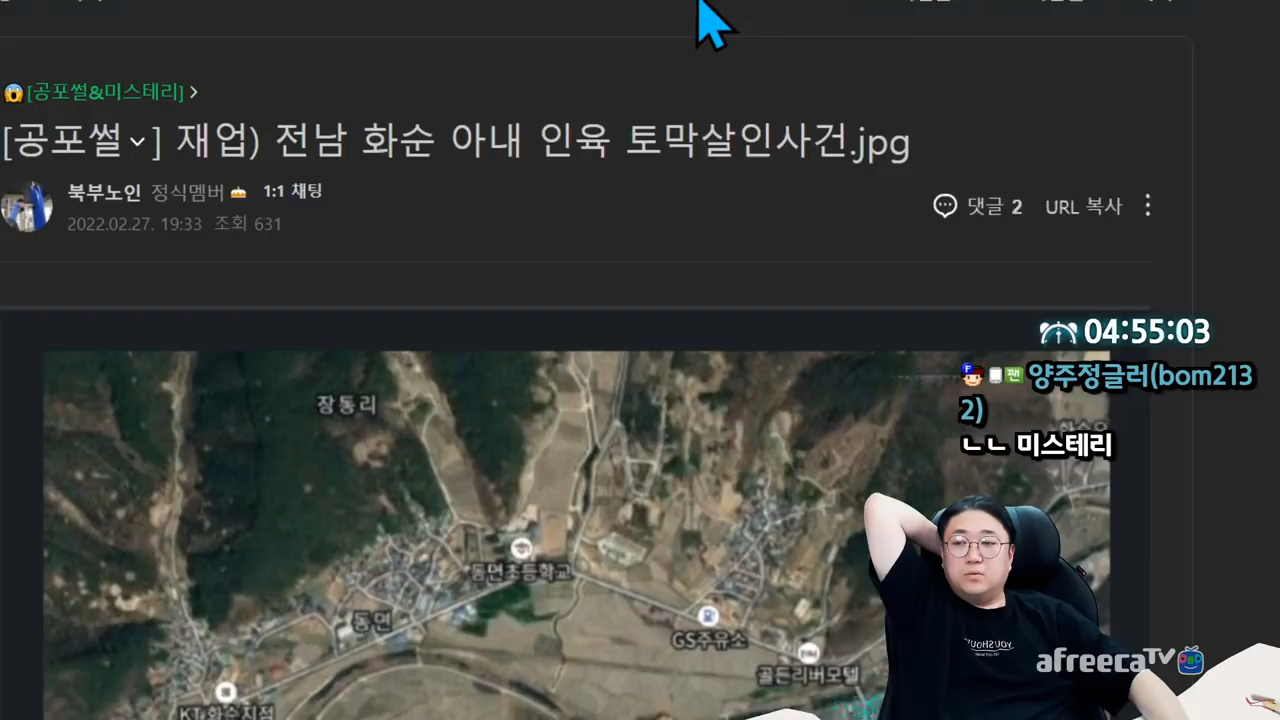 [공포썰&미스테리]
[공포썰] 재업) 전남 화순 아내 인육 토막살인사건.jpg
북부노인 정식멤버 1:1 채팅
2022.02.27. 19:33 조회 631
댓글 2 URL 복사
04:55:03
팬 양주정글러(bom213
2)
ㄴㄴ 미스테리
장동리
동면초등학교
동면
GS주유소
골든리버모텔
KT 화순지점
YOUSHOUT
afreecaTV